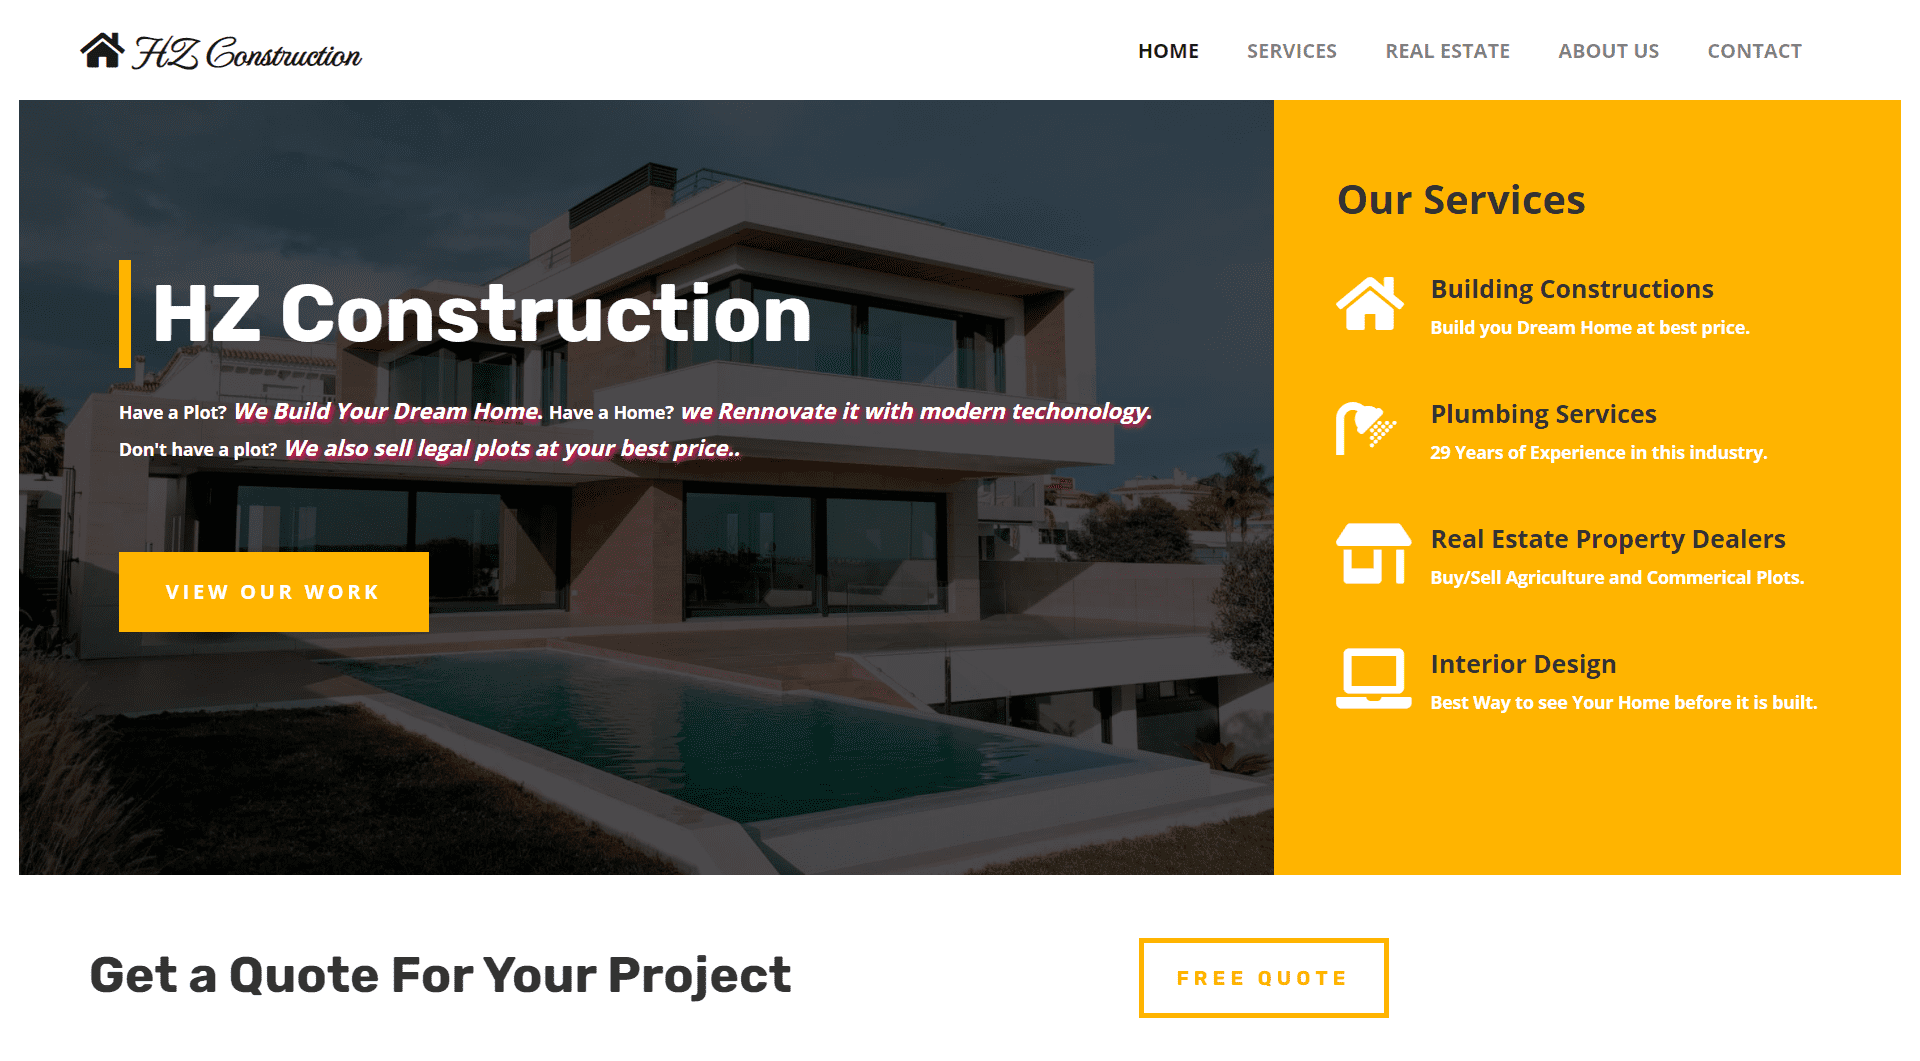 HZ Construction
HOME SERVICES REAL ESTATE ABOUT US CONTACT
HZ Construction
Have a Plot? We Build Your Dream Home. Have a Home? we Rennovate it with modern techonology.
Don't have a plot? We also sell legal plots at your best price..
VIEW OUR WORK
Our Services
Building Constructions
Build you Dream Home at best price.
Plumbing Services
29 Years of Experience in this industry.
Real Estate Property Dealers
Buy/Sell Agriculture and Commerical Plots.
Interior Design
Best Way to see Your Home before it is built.
Get a Quote For Your Project
FREE QUOTE